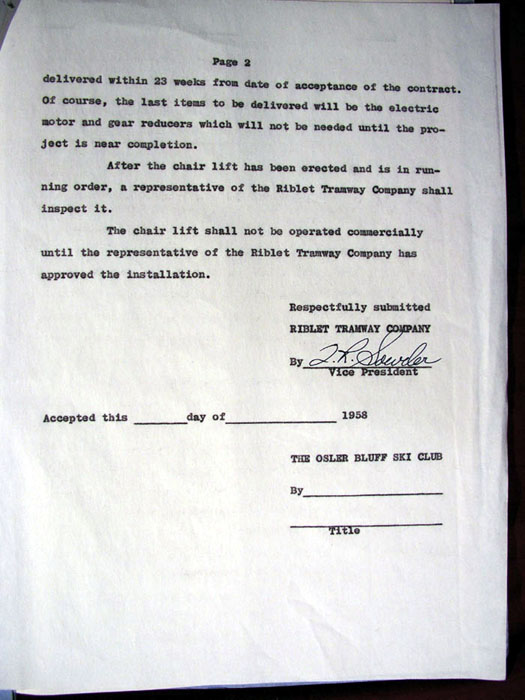 Page 2
delivered within 23 weeks from date of acceptance of the contract.
Of course, the last items to be delivered will be the electric
motor and gear reducers which will not be needed until the pro-
ject is near completion.
After the chair lift has been erected and is in run-
ning order, a representative of the Riblet Tramway Company shall
inspect it.
The chair lift shall not be operated commercially
until the representative of the Riblet Tramway Company has
approved the installation.
Respectfully submitted
RIBLET TRAMWAY COMPANY
By
Vice President
Accepted this ________day of________________ 1958
THE OSLER BLUFF SKI CLUB
By____________________
Title